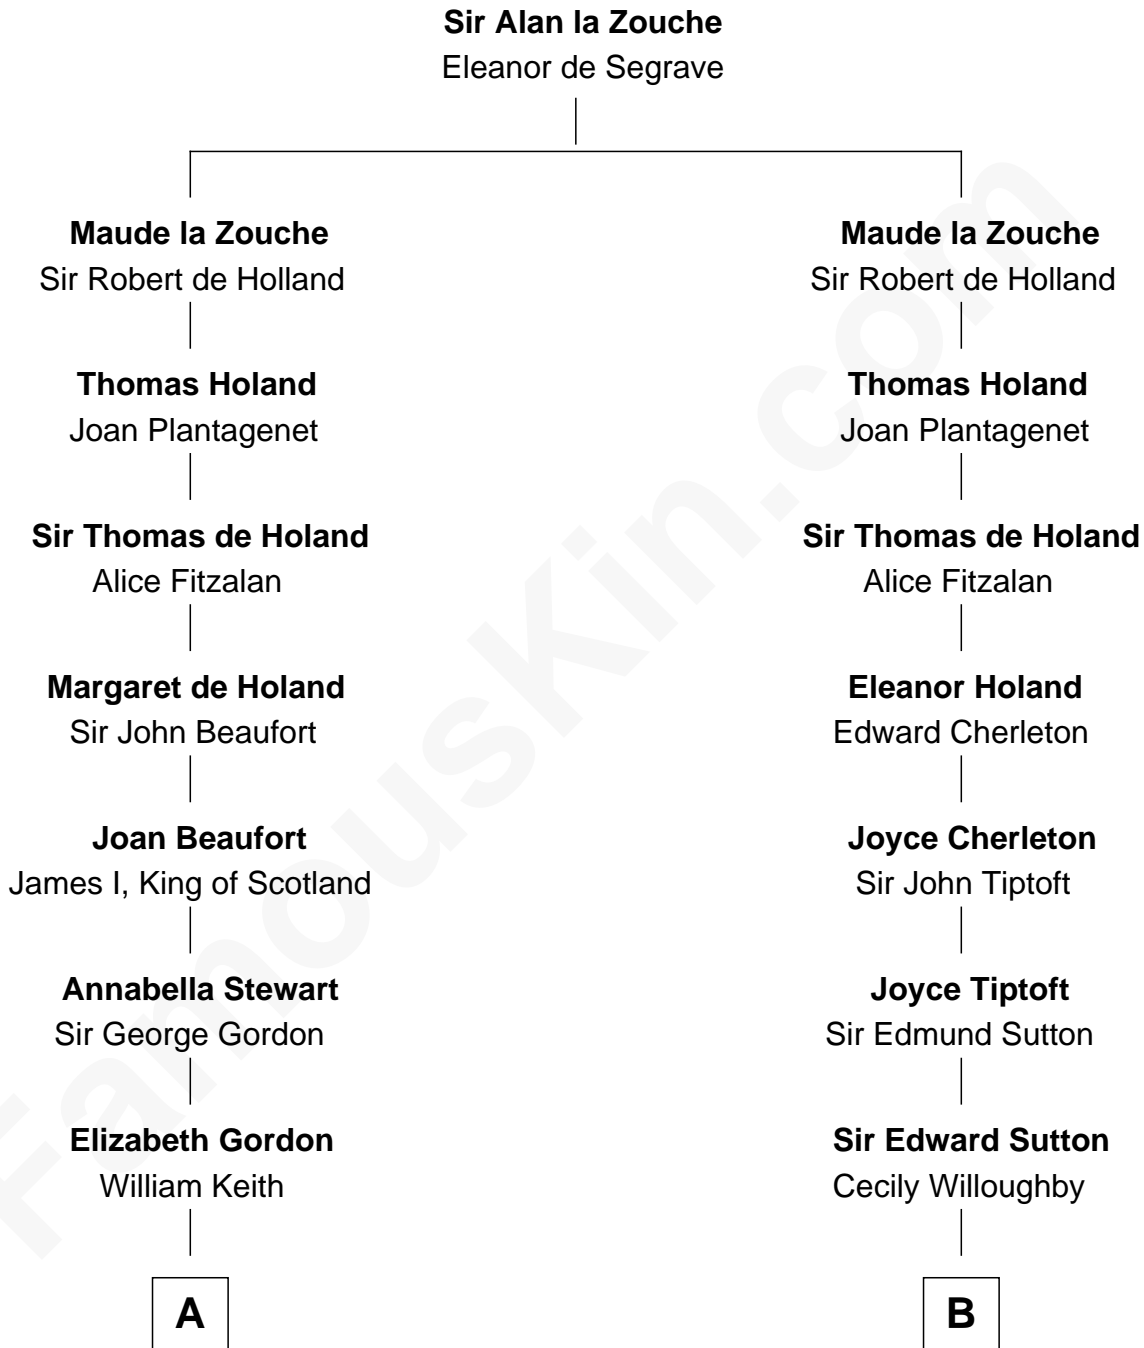 Sir Alan la Zouche
Eleanor de Segrave
Maude la Zouche
Sir Robert de Holland
Thomas Holand
Joan Plantagenet
Sir Thomas de Holand
Alice Fitzalan
Margaret de Holand
Sir John Beaufort
Joan Beaufort
James I, King of Scotland
Annabella Stewart
Sir George Gordon
Elizabeth Gordon
William Keith
A
Maude la Zouche
Sir Robert de Holland
Thomas Holand
Joan Plantagenet
Sir Thomas de Holand
Alice Fitzalan
Eleanor Holand
Edward Cherleton
Joyce Cherleton
Sir John Tiptoft
Joyce Tiptoft
Sir Edmund Sutton
Sir Edward Sutton
Cecily Willoughby
B
FamousKin.com